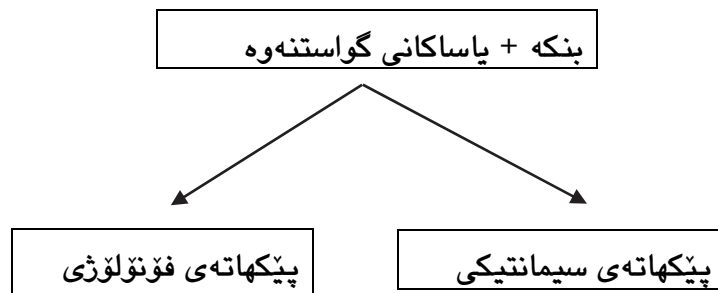 بنکە + یاساکانی گواستنەوە
پێکهاتەی سیمانتیکی
پێکهاتەی فۆنۆلۆژی